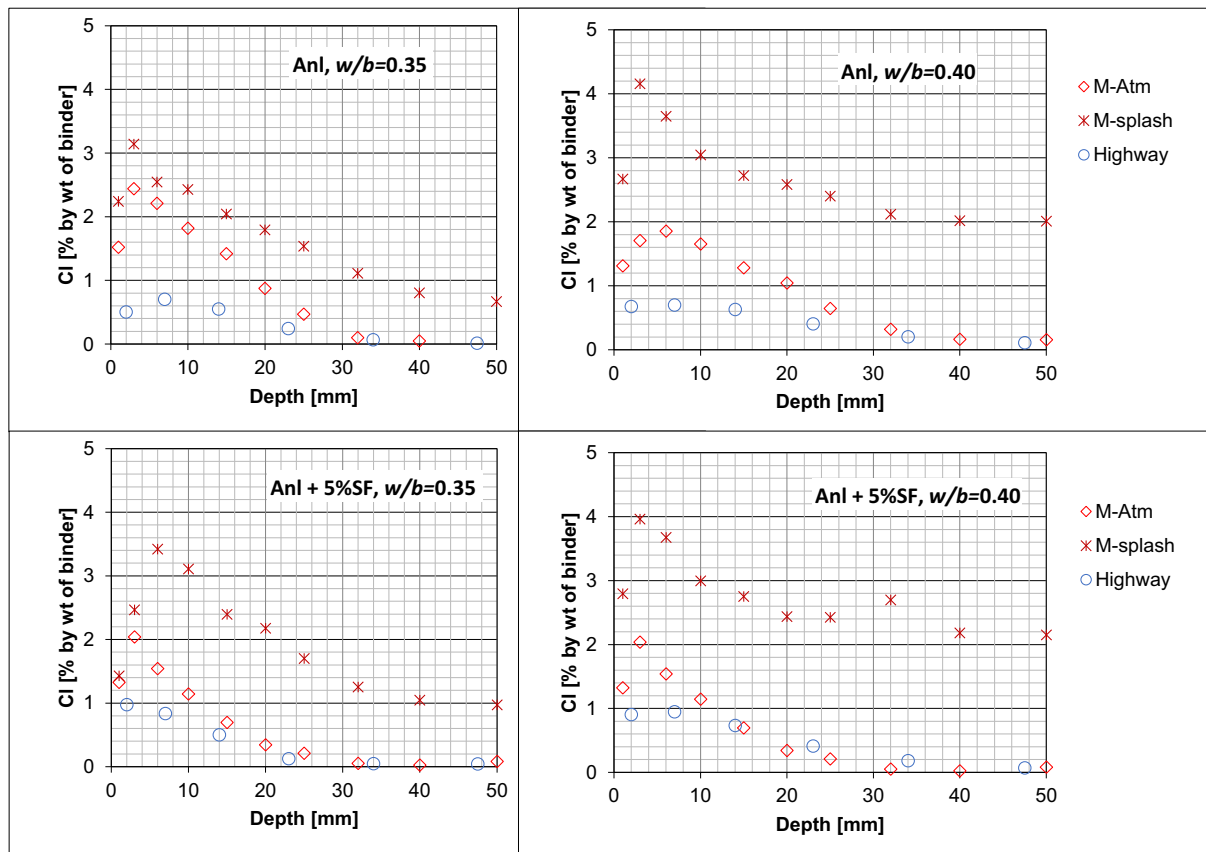 Anl, w/b=0.35
Cl [% by wt of binder]
5
4
3
2
1
0
0 10 20 30 40 50
Depth [mm]
Anl, w/b=0.40
Cl [% by wt of binder]
5
4
3
2
1
0
0 10 20 30 40 50
Depth [mm]
M-Atm
M-splash
Highway
Anl + 5%SF, w/b=0.35
Cl [% by wt of binder]
5
4
3
2
1
0
0 10 20 30 40 50
Depth [mm]
Anl + 5%SF, w/b=0.40
Cl [% by wt of binder]
5
4
3
2
1
0
0 10 20 30 40 50
Depth [mm]
M-Atm
M-splash
Highway